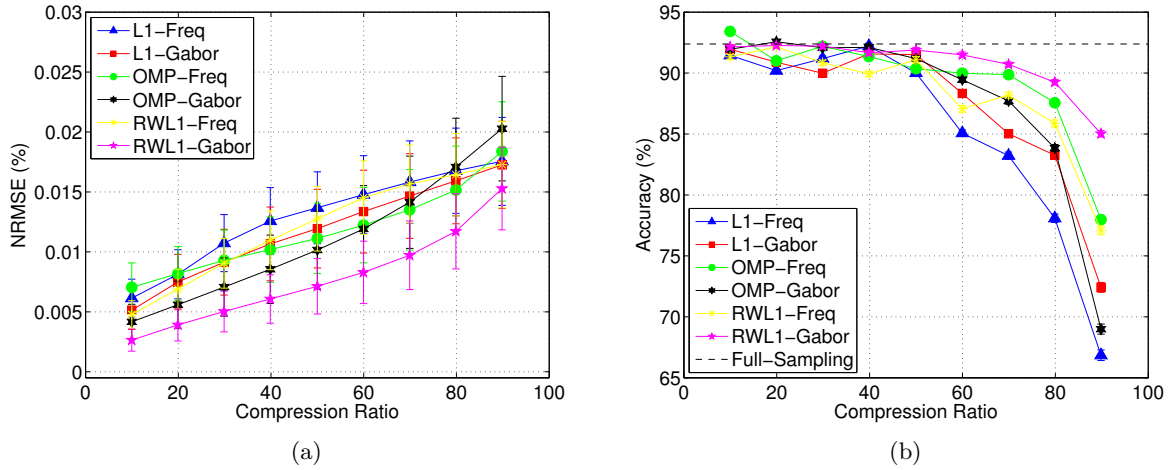 0.03
0.025
0.02
0.015
0.01
0.005
0
NRMSE (%)
L1-Freq
L1-Gabor
OMP-Freq
OMP-Gabor
RWL1-Freq
RWL1-Gabor
0 20 40 60 80 100
Compression Ratio
(a)
95
90
85
80
75
70
65
Accuracy (%)
L1-Freq
L1-Gabor
OMP-Freq
OMP-Gabor
RWL1-Freq
RWL1-Gabor
Full-Sampling
0 20 40 60 80 100
Compression Ratio
(b)